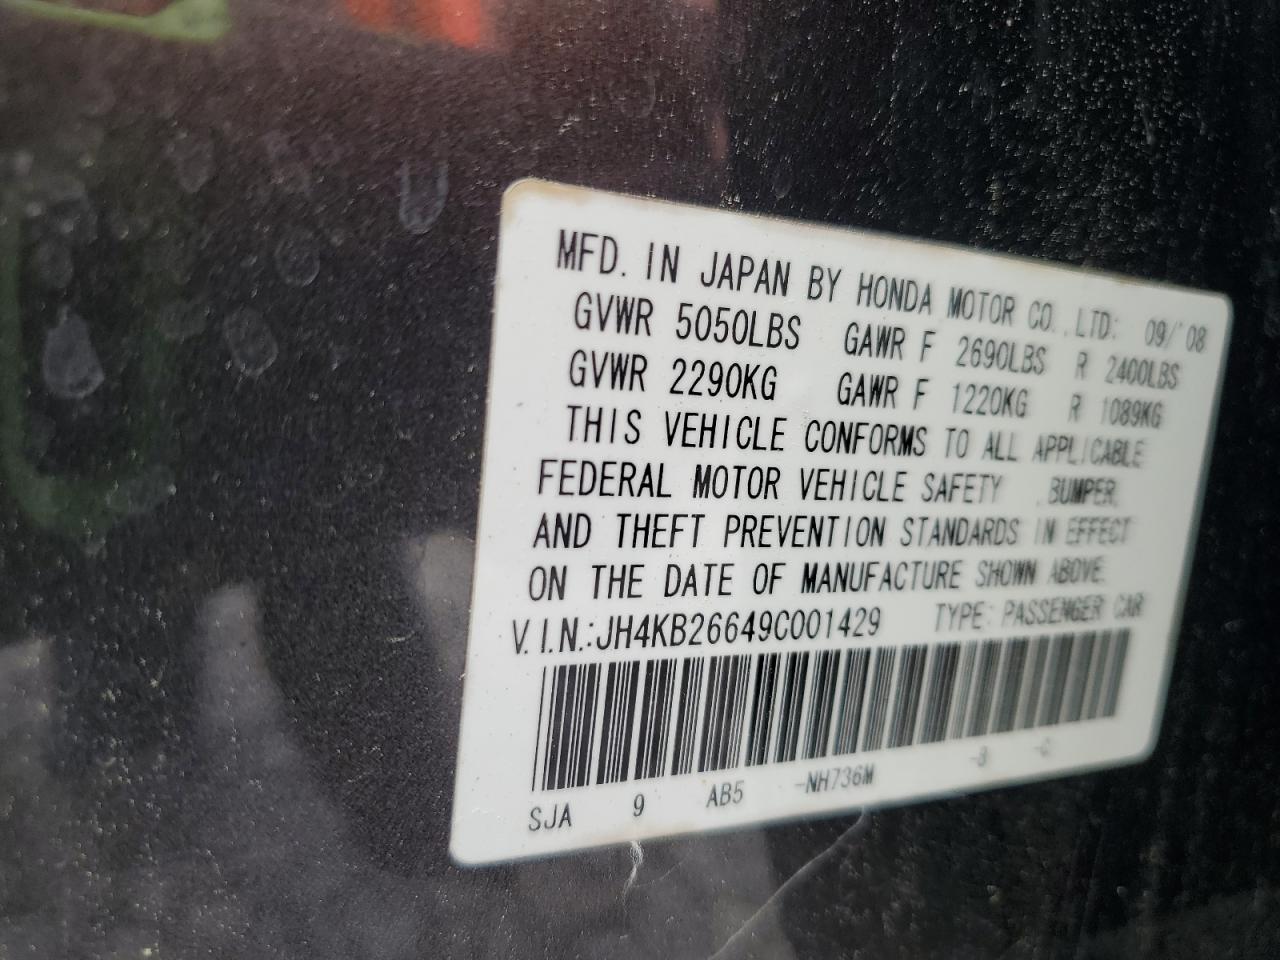 MFD. IN JAPAN BY HONDA MOTOR CO., LTD: 09/'08
GVWR 5050LBS GAWR F 2690LBS R 2400LBS
GVWR 2290KG GAWR F 1220KG R 1089KG
THIS VEHICLE CONFORMS TO ALL APPLICABLE
FEDERAL MOTOR VEHICLE SAFETY , BUMPER,
AND THEFT PREVENTION STANDARDS IN EFFECT
ON THE DATE OF MANUFACTURE SHOWN ABOVE.
V.I.N.:JH4KB26649C001429 TYPE: PASSENGER CAR
SJA 9 AB5 -NH736M -B -C